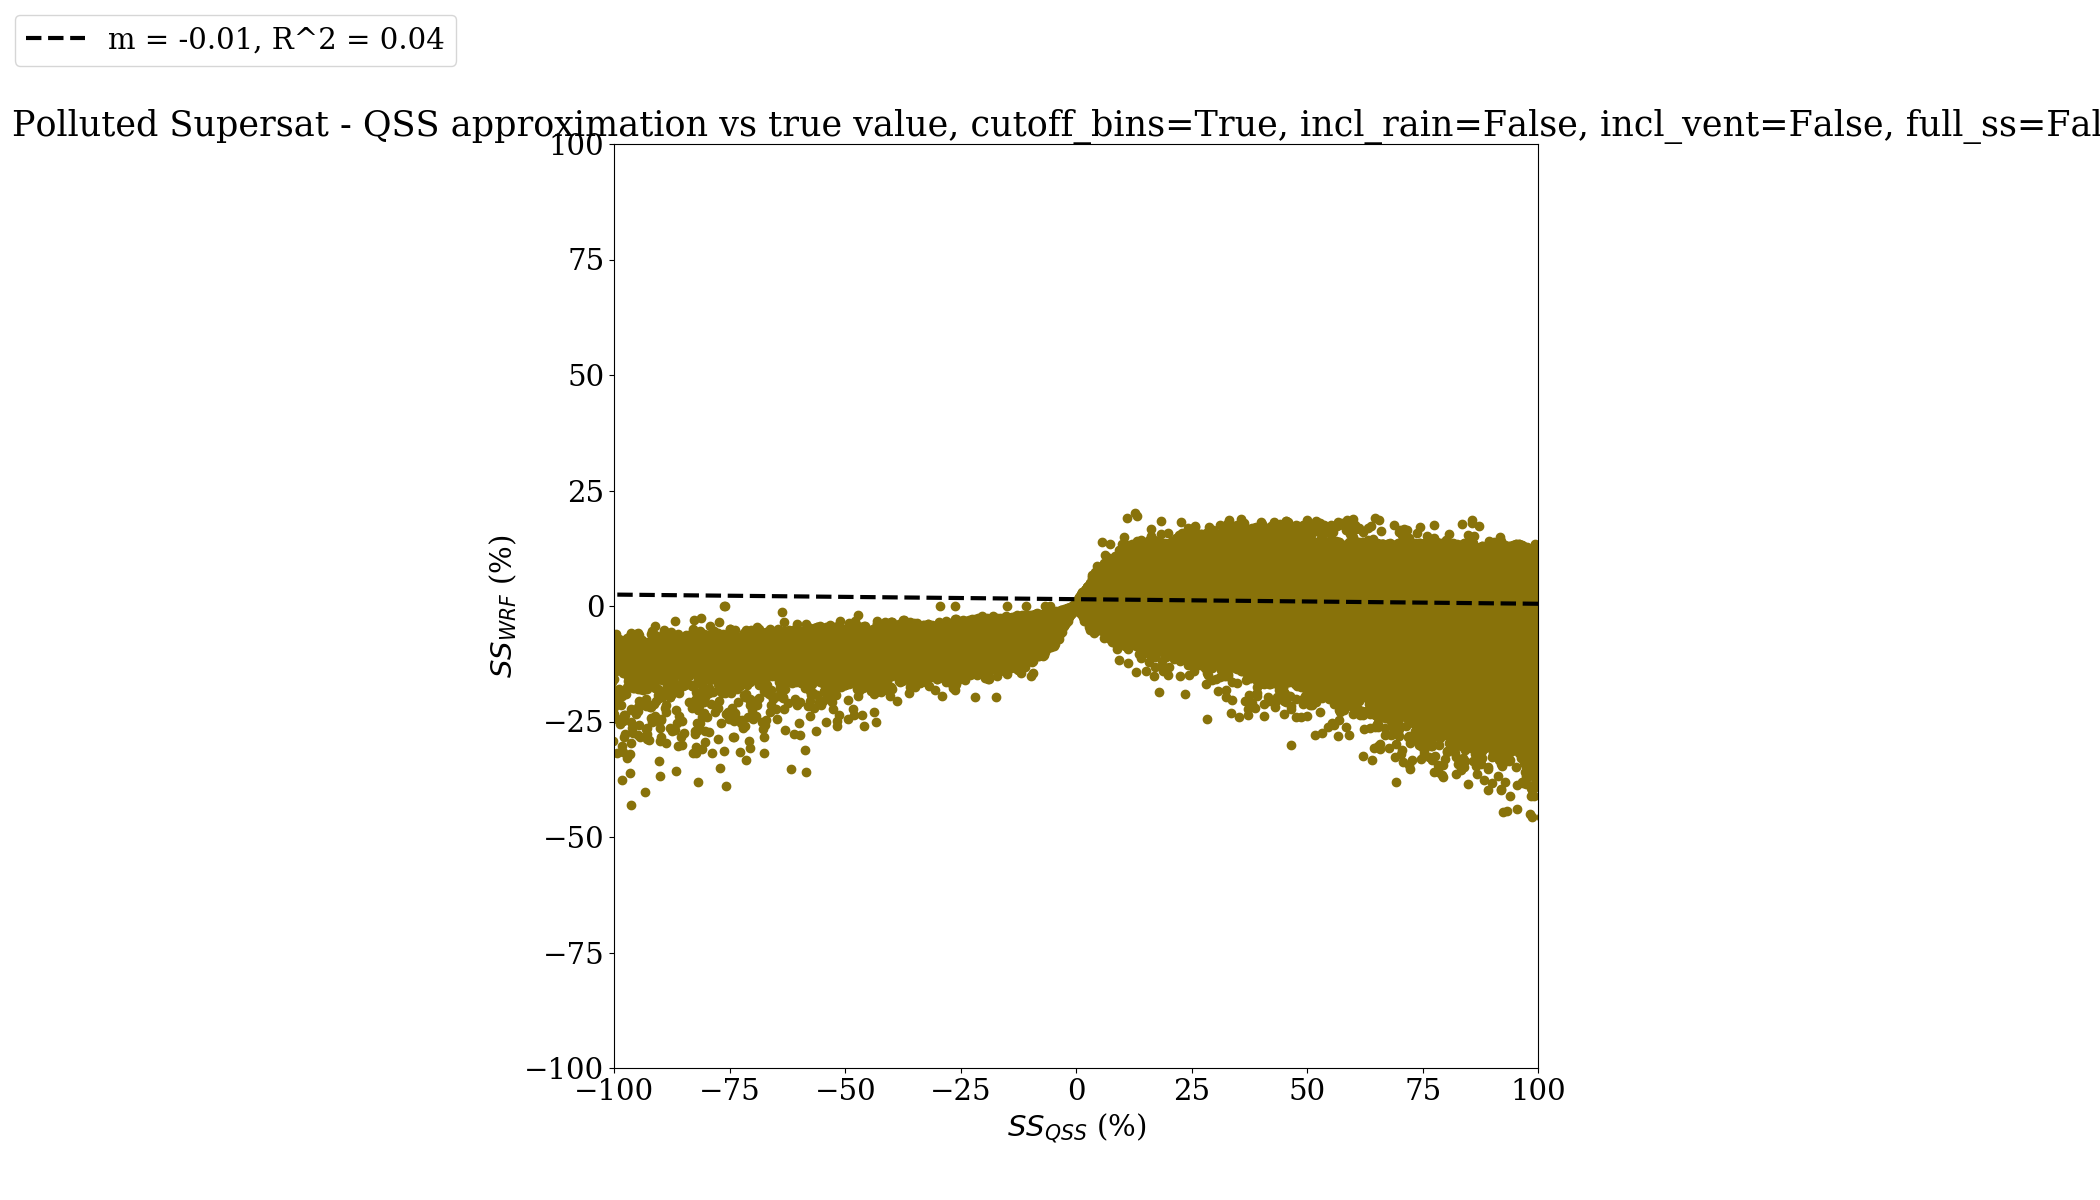 m = -0.01, R^2 = 0.04
Polluted Supersat - QSS approximation vs true value, cutoff_bins=True, incl_rain=False, incl_vent=False, full_ss=Fal
100
75
50
25
0
−25
−50
−75
−100
SS_WRF (%)
−100 −75 −50 −25 0 25 50 75 100
SS_QSS (%)